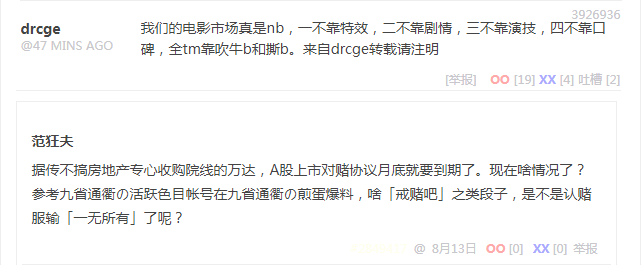 3926936
drcge
@47 MINS AGO
我们的电影市场真是nb，一不靠特效，二不靠剧情，三不靠演技，四不靠口
碑，全tm靠吹牛b和撕b。来自drcge转载请注明
[举报] OO [19] XX [4] 吐槽 [2]
范狂夫
据传不搞房地产专心收购院线的万达，A股上市对赌协议月底就要到期了。现在啥情况了？
参考九省通衢の活跃色目帐号在九省通衢の煎蛋爆料，啥「戒赌吧」之类段子，是不是认赌
服输「一无所有」了呢？
@ 8月13日 OO [0] XX [0] 举报